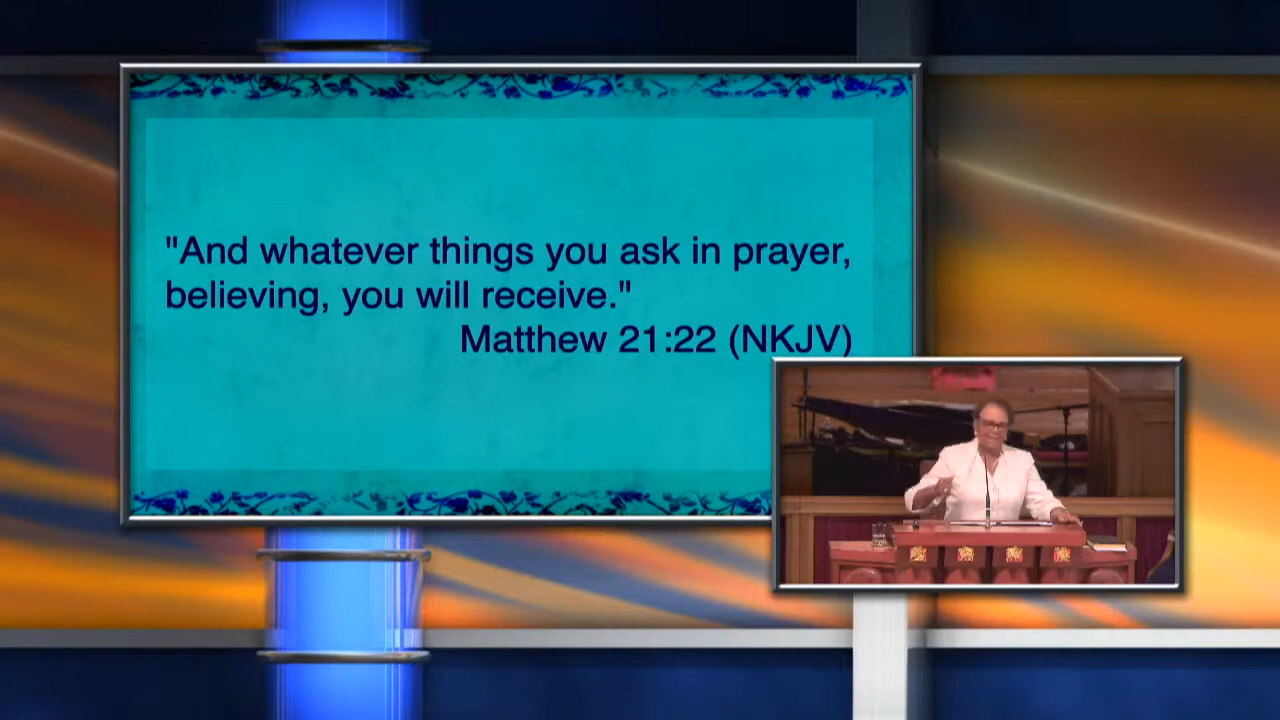 "And whatever things you ask in prayer,
believing, you will receive."
Matthew 21:22 (NKJV)